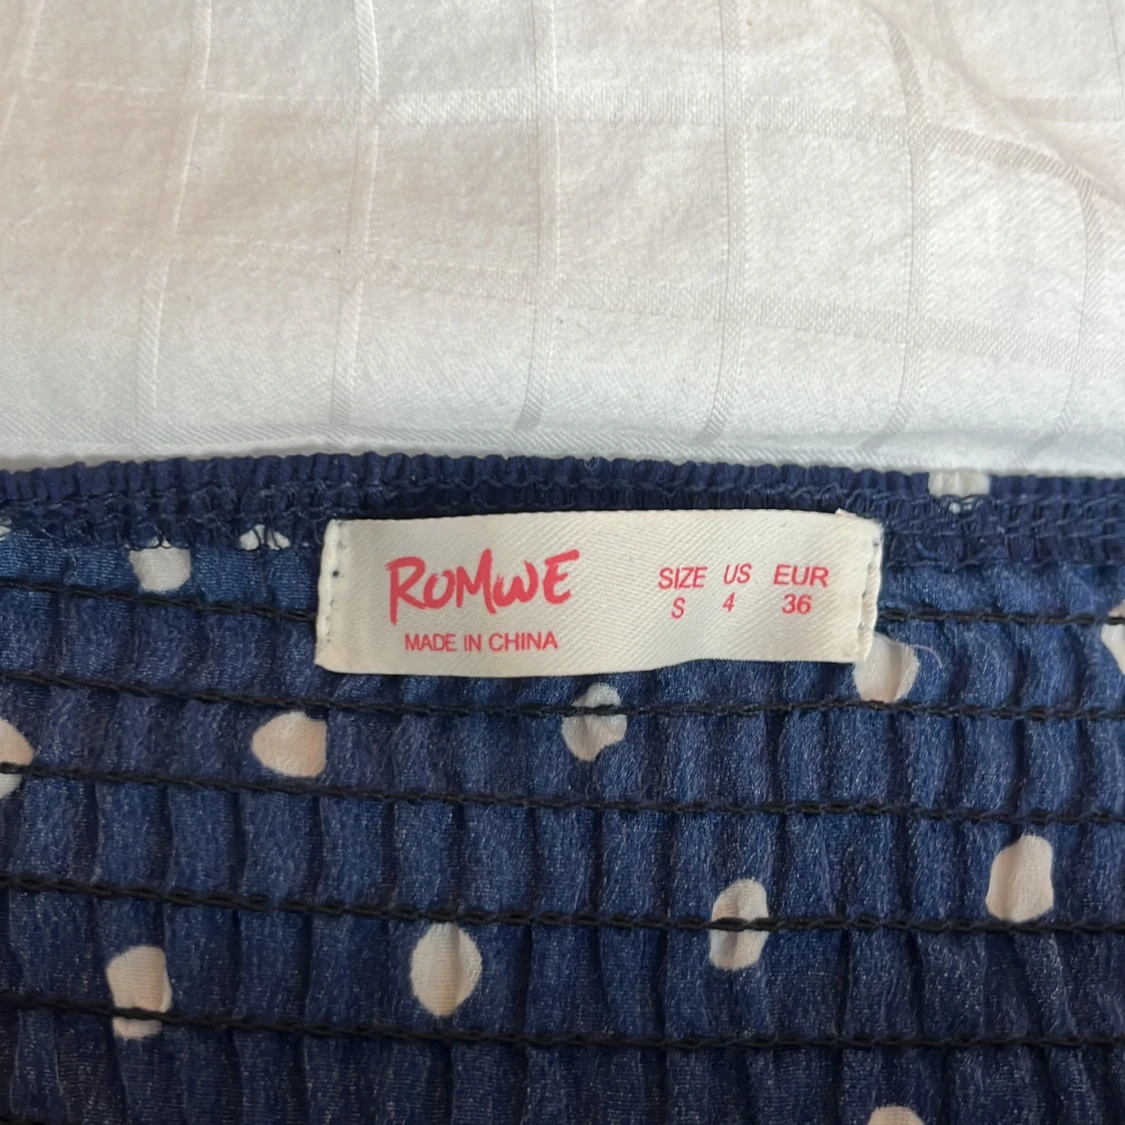 ROMWE
MADE IN CHINA
SIZE US EUR
S 4 36